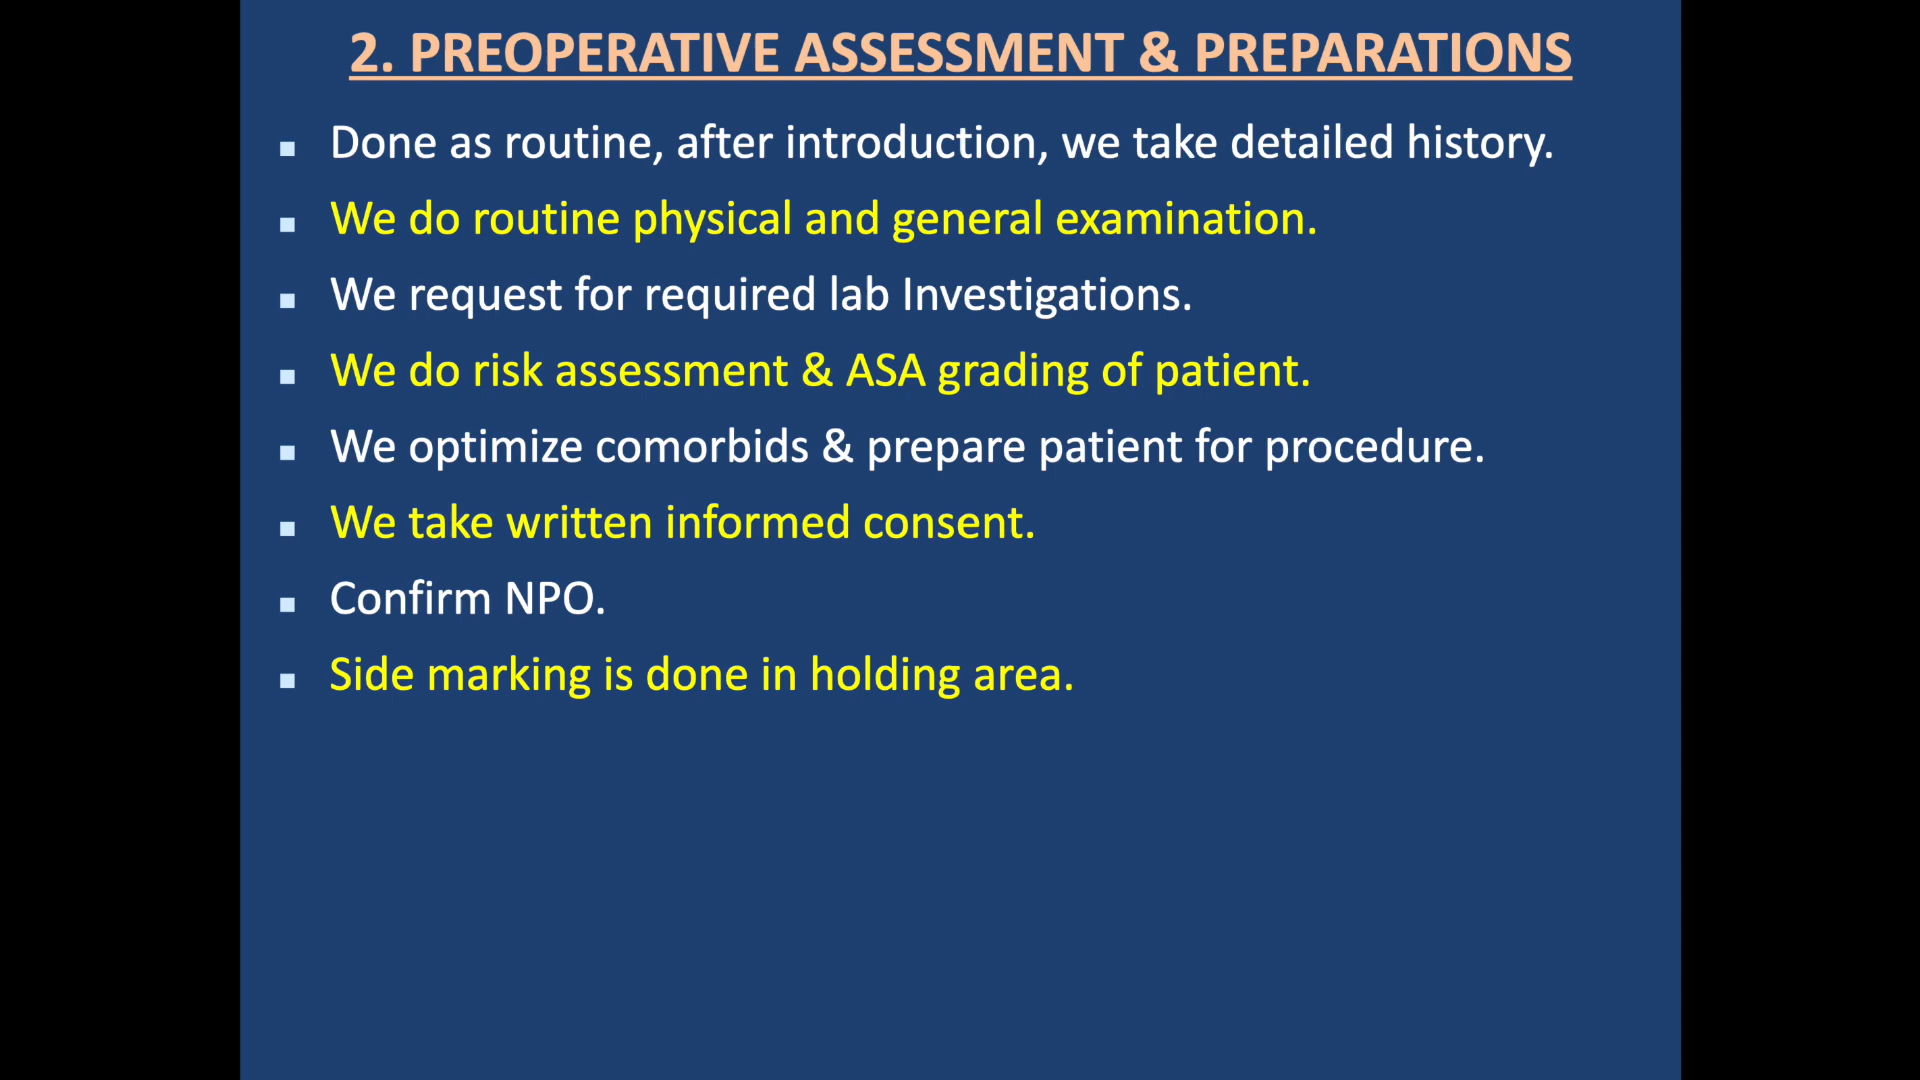 2. PREOPERATIVE ASSESSMENT & PREPARATIONS
▪ Done as routine, after introduction, we take detailed history.
▪ We do routine physical and general examination.
▪ We request for required lab Investigations.
▪ We do risk assessment & ASA grading of patient.
▪ We optimize comorbids & prepare patient for procedure.
▪ We take written informed consent.
▪ Confirm NPO.
▪ Side marking is done in holding area.